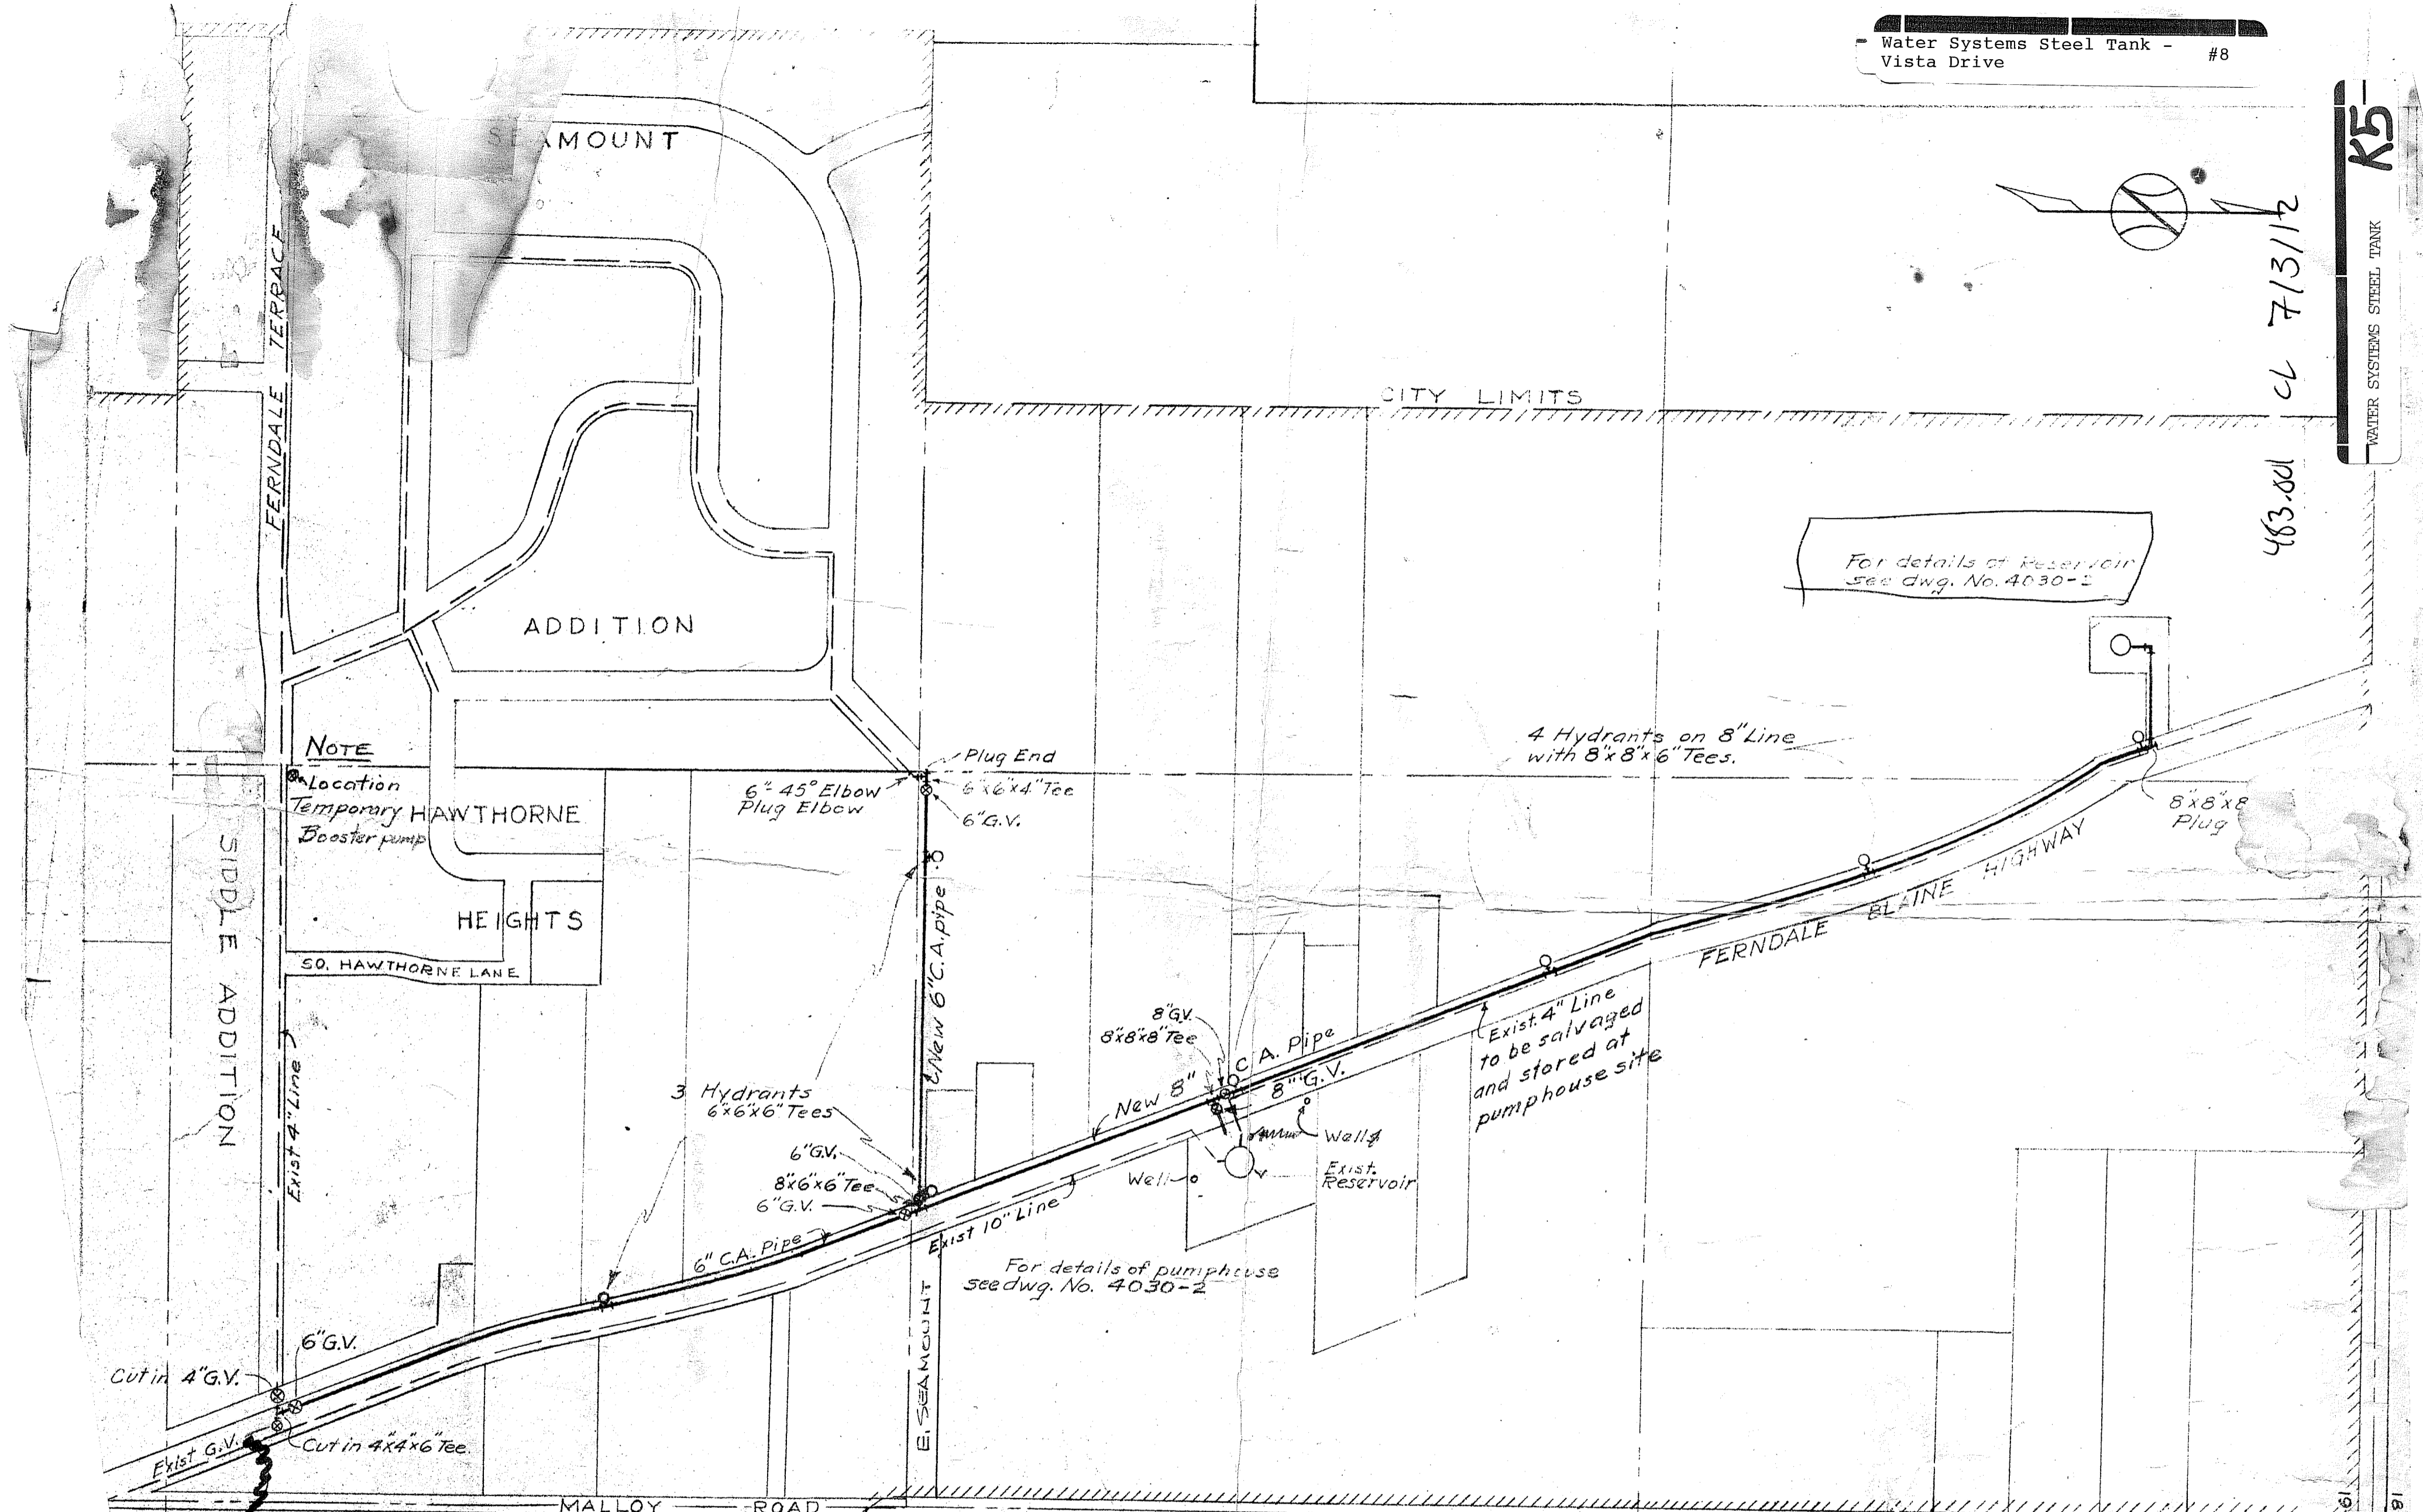 Water Systems Steel Tank -
Vista Drive
#8
K5-
WATER SYSTEMS STEEL TANK
483.001 CL 7/3/12
SEAMOUNT
ADDITION
FERNDALE TERRACE
CITY LIMITS
For details of Reservoir
see dwg. No. 4030-2
NOTE
Location
Temporary
Booster pump
HAWTHORNE
HEIGHTS
SO. HAWTHORNE LANE
SIDDLE ADDITION
Exist 4" Line
Plug End
6"-45° Elbow
Plug Elbow
6"x6"x4" Tee
6" G.V.
New 6" C.A. pipe
4 Hydrants on 8" Line
with 8"x8"x6" Tees.
8"x8"x8
Plug
FERNDALE BLAINE HIGHWAY
8" G.V.
8"x8"x8" Tee
New 8" C.A. Pipe
8" G.V.
Exist. 4" Line
to be salvaged
and stored at
pumphouse site
3 Hydrants
6"x6"x6" Tees
6" G.V.
8"x6"x6" Tee
6" G.V.
6" C.A. Pipe
Exist 10" Line
Well
Well
Exist.
Reservoir
For details of pumphouse
see dwg. No. 4030-2
E. SEAMOUNT
6" G.V.
Cut in 4" G.V.
Exist G.V.
Cut in 4"x4"x6" Tee.
MALLOY ROAD
19
18